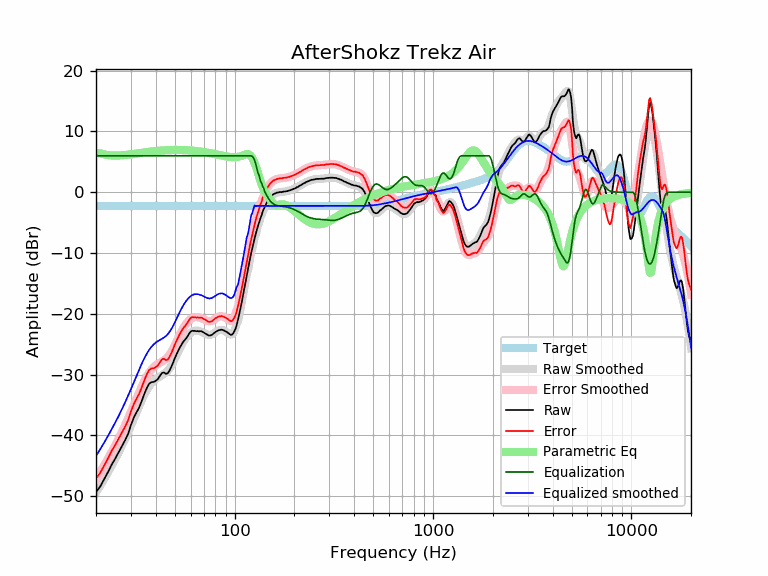 AfterShokz Trekz Air
20
10
0
−10
−20
−30
−40
−50
Amplitude (dBr)
100
1000
10000
Frequency (Hz)
Target
Raw Smoothed
Error Smoothed
Raw
Error
Parametric Eq
Equalization
Equalized smoothed